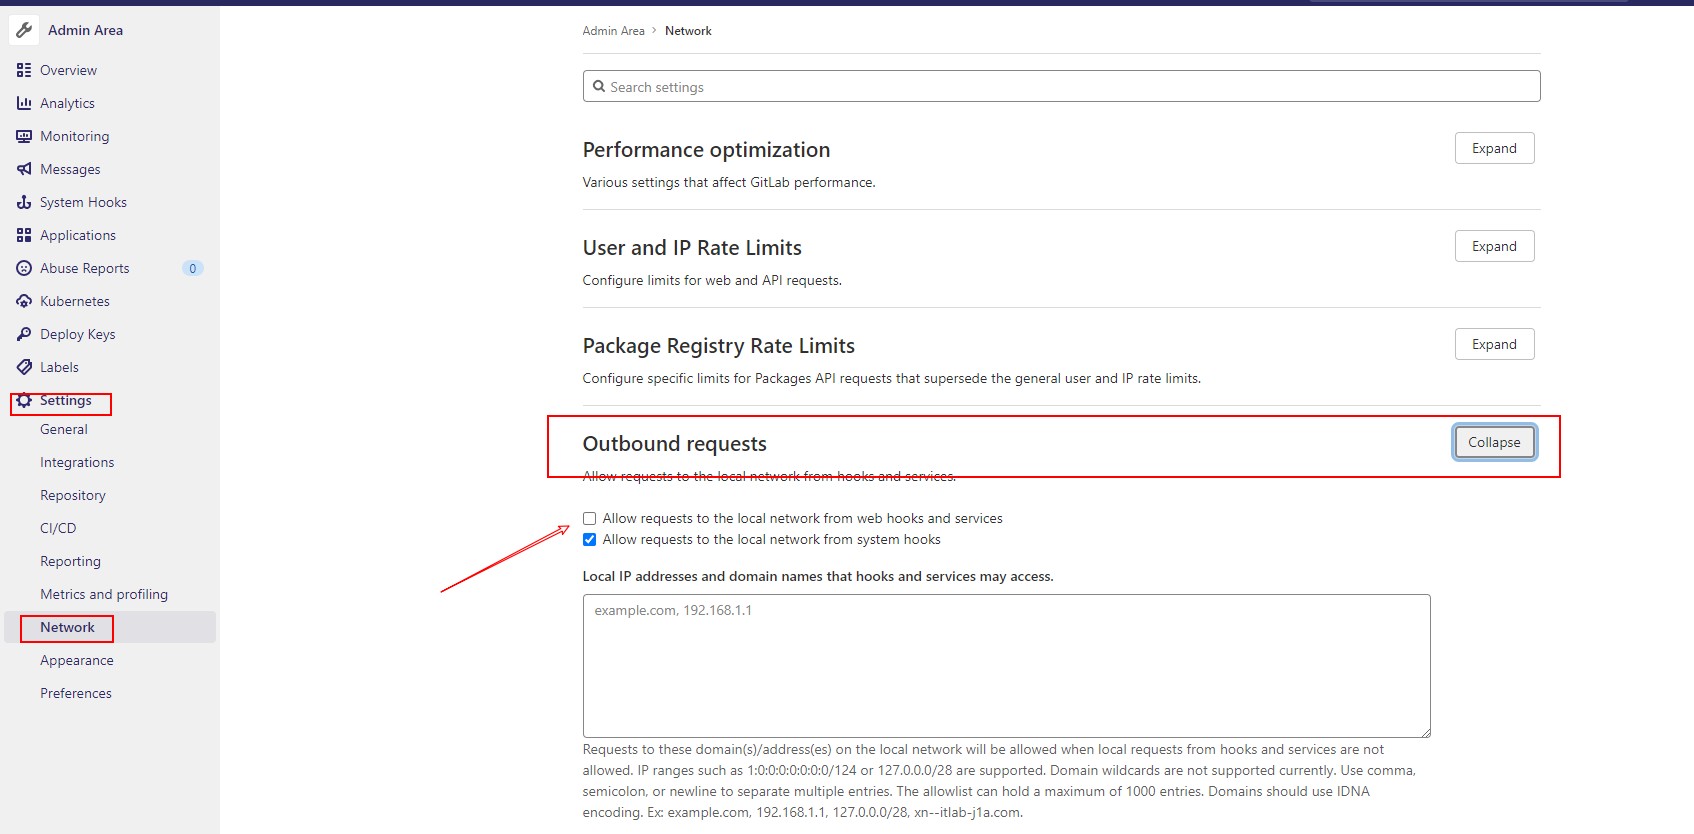 Admin Area
Overview
Analytics
Monitoring
Messages
System Hooks
Applications
Abuse Reports 0
Kubernetes
Deploy Keys
Labels
Settings
General
Integrations
Repository
CI/CD
Reporting
Metrics and profiling
Network
Appearance
Preferences
Admin Area > Network
Search settings
Performance optimization
Expand
Various settings that affect GitLab performance.
User and IP Rate Limits
Expand
Configure limits for web and API requests.
Package Registry Rate Limits
Expand
Configure specific limits for Packages API requests that supersede the general user and IP rate limits.
Outbound requests
Collapse
Allow requests to the local network from hooks and services.
Allow requests to the local network from web hooks and services
Allow requests to the local network from system hooks
Local IP addresses and domain names that hooks and services may access.
example.com, 192.168.1.1
Requests to these domain(s)/address(es) on the local network will be allowed when local requests from hooks and services are not
allowed. IP ranges such as 1:0:0:0:0:0:0:0/124 or 127.0.0.0/28 are supported. Domain wildcards are not supported currently. Use comma,
semicolon, or newline to separate multiple entries. The allowlist can hold a maximum of 1000 entries. Domains should use IDNA
encoding. Ex: example.com, 192.168.1.1, 127.0.0.0/28, xn--itlab-j1a.com.